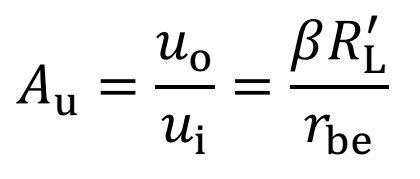 A_u = u_o / u_i = βR′_L / r_be